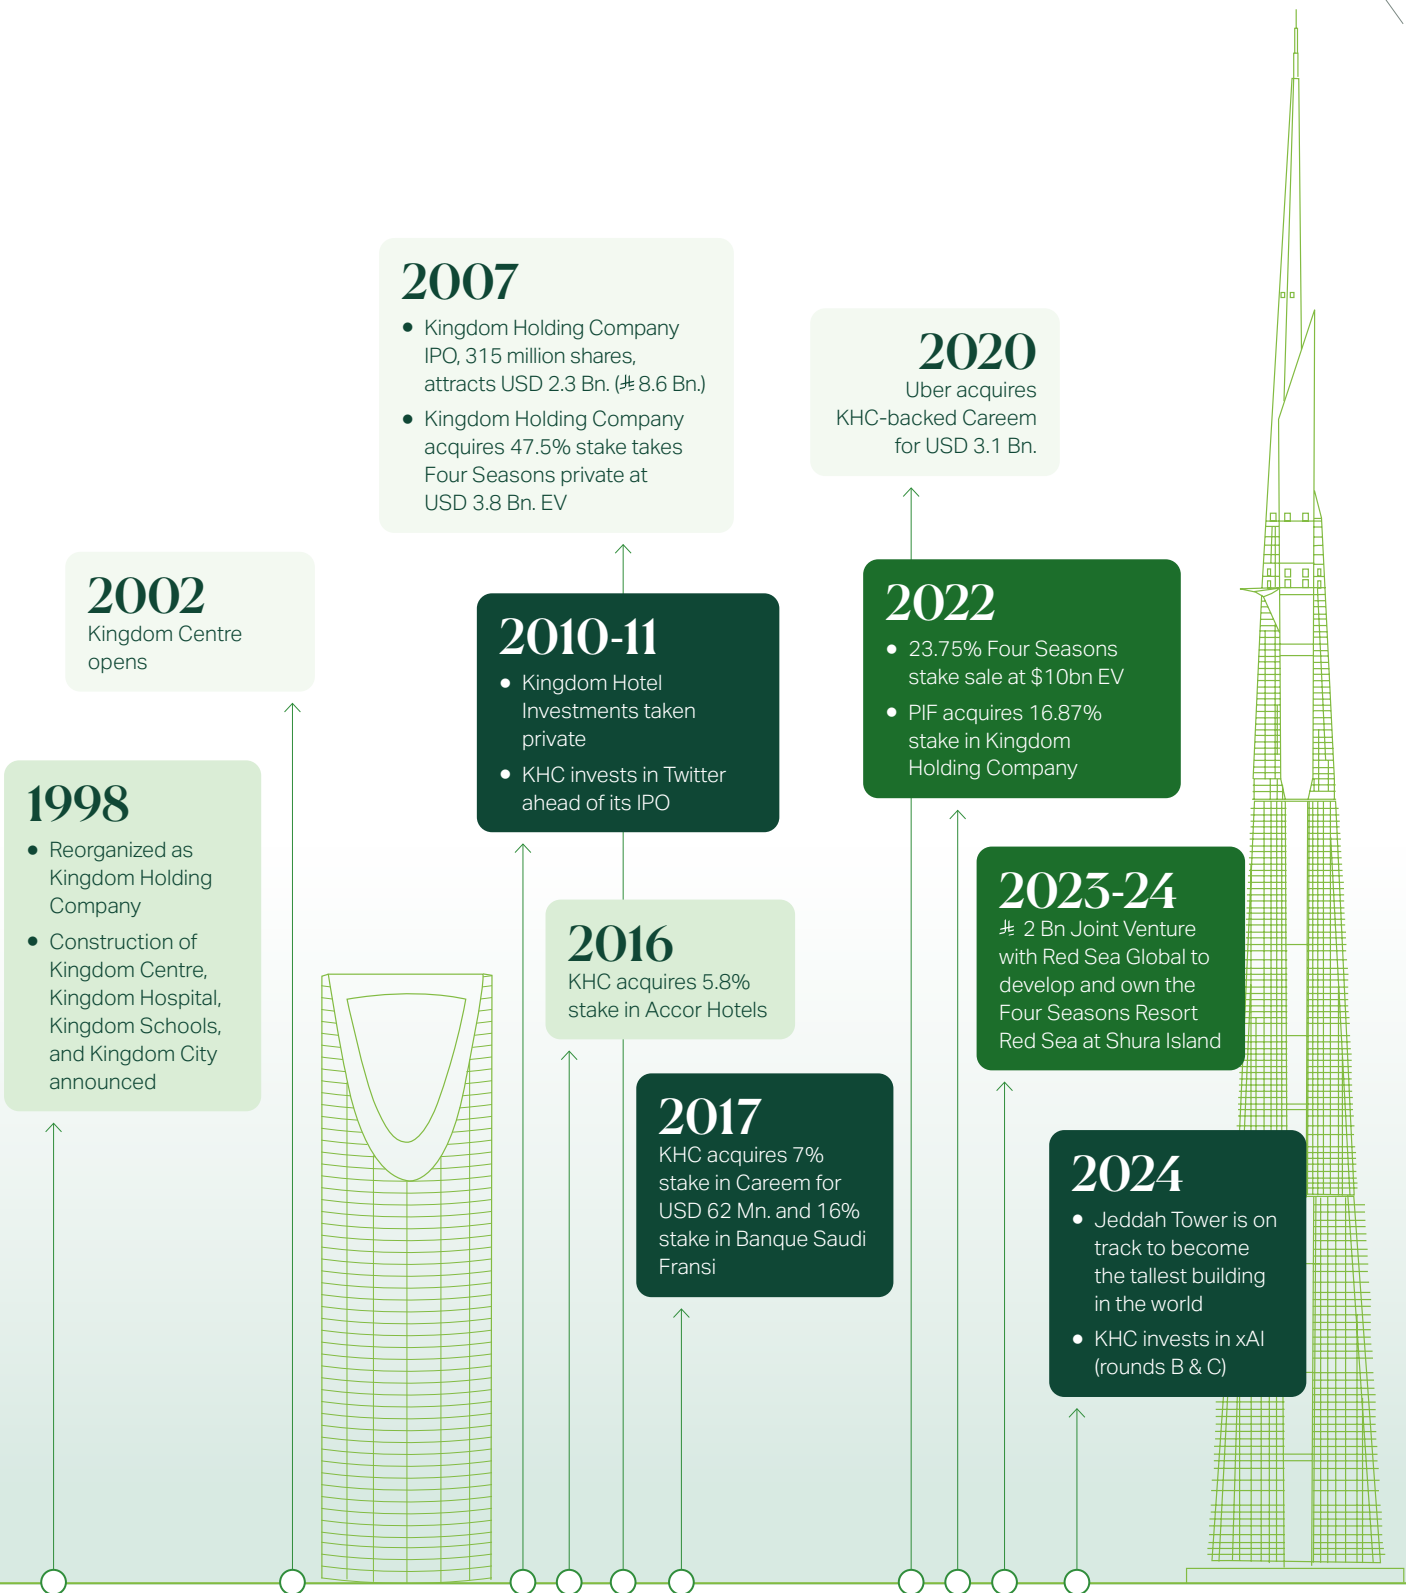 1998
• Reorganized as
Kingdom Holding
Company
• Construction of
Kingdom Centre,
Kingdom Hospital,
Kingdom Schools,
and Kingdom City
announced
2002
Kingdom Centre
opens
2007
• Kingdom Holding Company
IPO, 315 million shares,
attracts USD 2.3 Bn. (⃁ 8.6 Bn.)
• Kingdom Holding Company
acquires 47.5% stake takes
Four Seasons private at
USD 3.8 Bn. EV
2010-11
• Kingdom Hotel
Investments taken
private
• KHC invests in Twitter
ahead of its IPO
2016
KHC acquires 5.8%
stake in Accor Hotels
2017
KHC acquires 7%
stake in Careem for
USD 62 Mn. and 16%
stake in Banque Saudi
Fransi
2020
Uber acquires
KHC-backed Careem
for USD 3.1 Bn.
2022
• 23.75% Four Seasons
stake sale at $10bn EV
• PIF acquires 16.87%
stake in Kingdom
Holding Company
2023-24
⃁ 2 Bn Joint Venture
with Red Sea Global to
develop and own the
Four Seasons Resort
Red Sea at Shura Island
2024
• Jeddah Tower is on
track to become
the tallest building
in the world
• KHC invests in xAI
(rounds B & C)